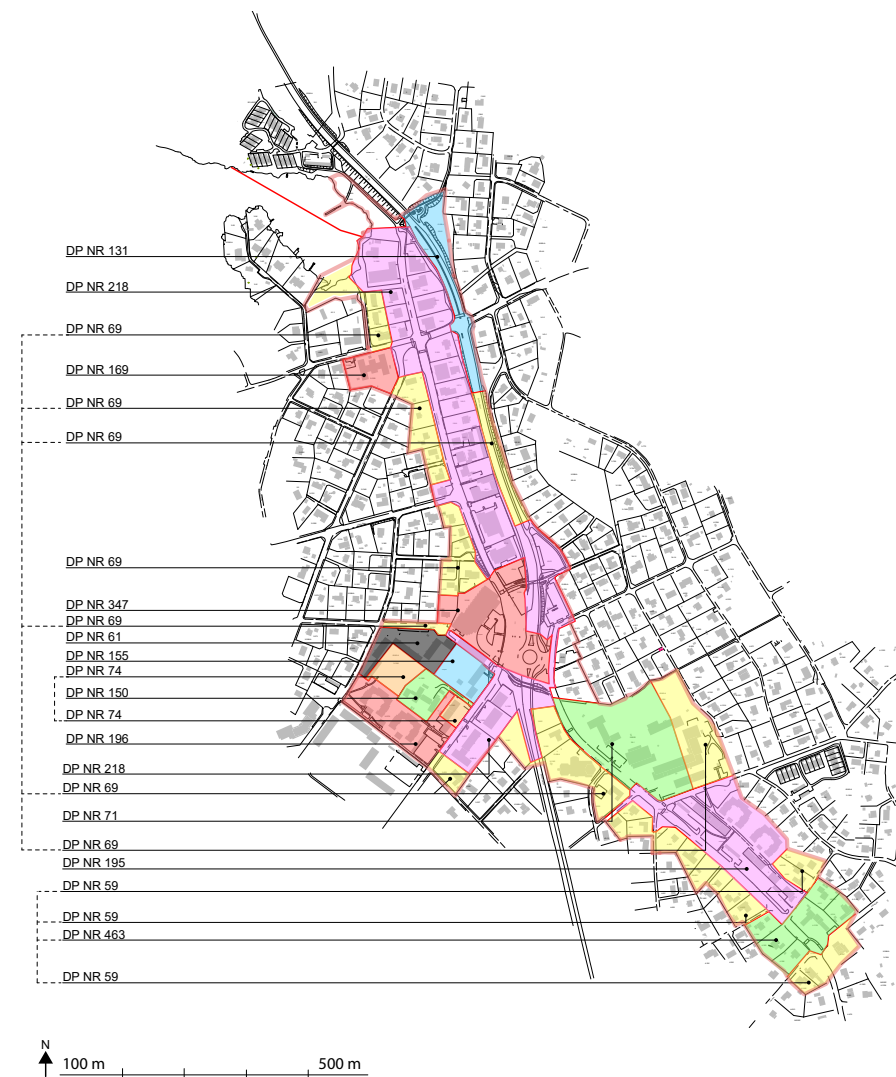 DP NR 131
DP NR 218
DP NR 69
DP NR 169
DP NR 69
DP NR 69
DP NR 69
DP NR 347
DP NR 69
DP NR 61
DP NR 155
DP NR 74
DP NR 150
DP NR 74
DP NR 196
DP NR 218
DP NR 69
DP NR 71
DP NR 69
DP NR 195
DP NR 59
DP NR 59
DP NR 463
DP NR 59
N
100 m 500 m